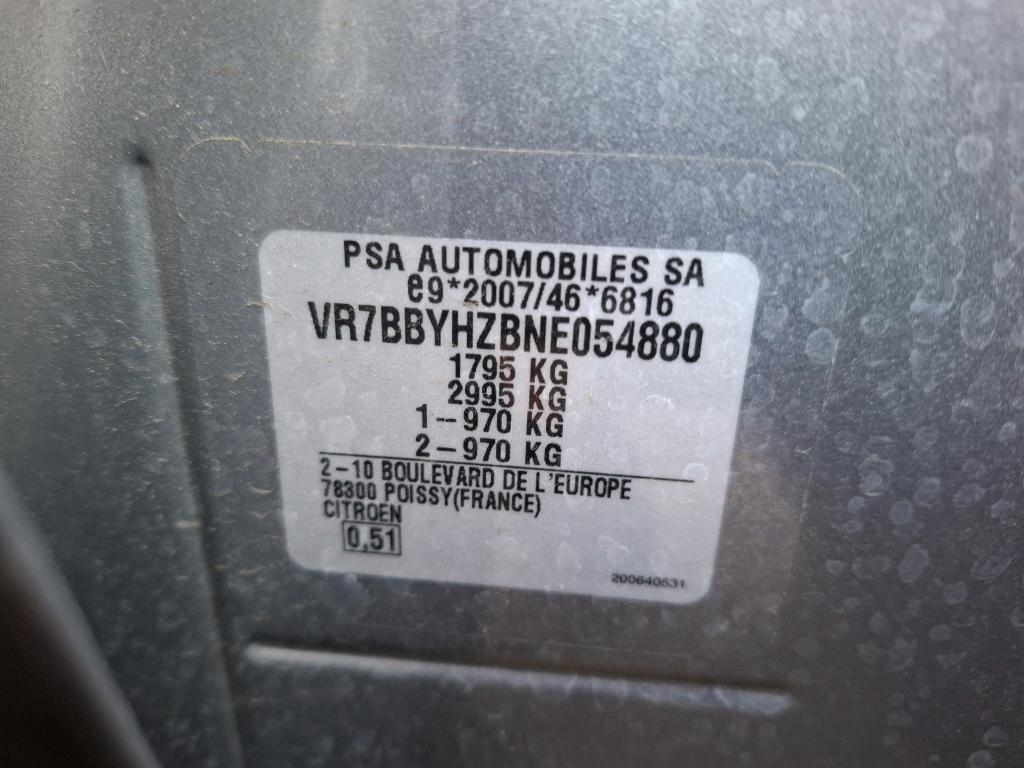 PSA AUTOMOBILES SA
e9*2007/46*6816
VR7BBYHZBNE054880
1795 KG
2995 KG
1-970 KG
2-970 KG
2-10 BOULEVARD DE L'EUROPE
78300 POISSY(FRANCE)
CITROEN
0,51
200640531